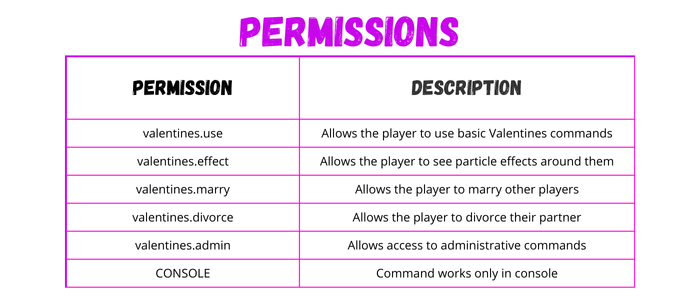 PERMISSIONS
PERMISSION DESCRIPTION
valentines.use Allows the player to use basic Valentines commands
valentines.effect Allows the player to see particle effects around them
valentines.marry Allows the player to marry other players
valentines.divorce Allows the player to divorce their partner
valentines.admin Allows access to administrative commands
CONSOLE Command works only in console